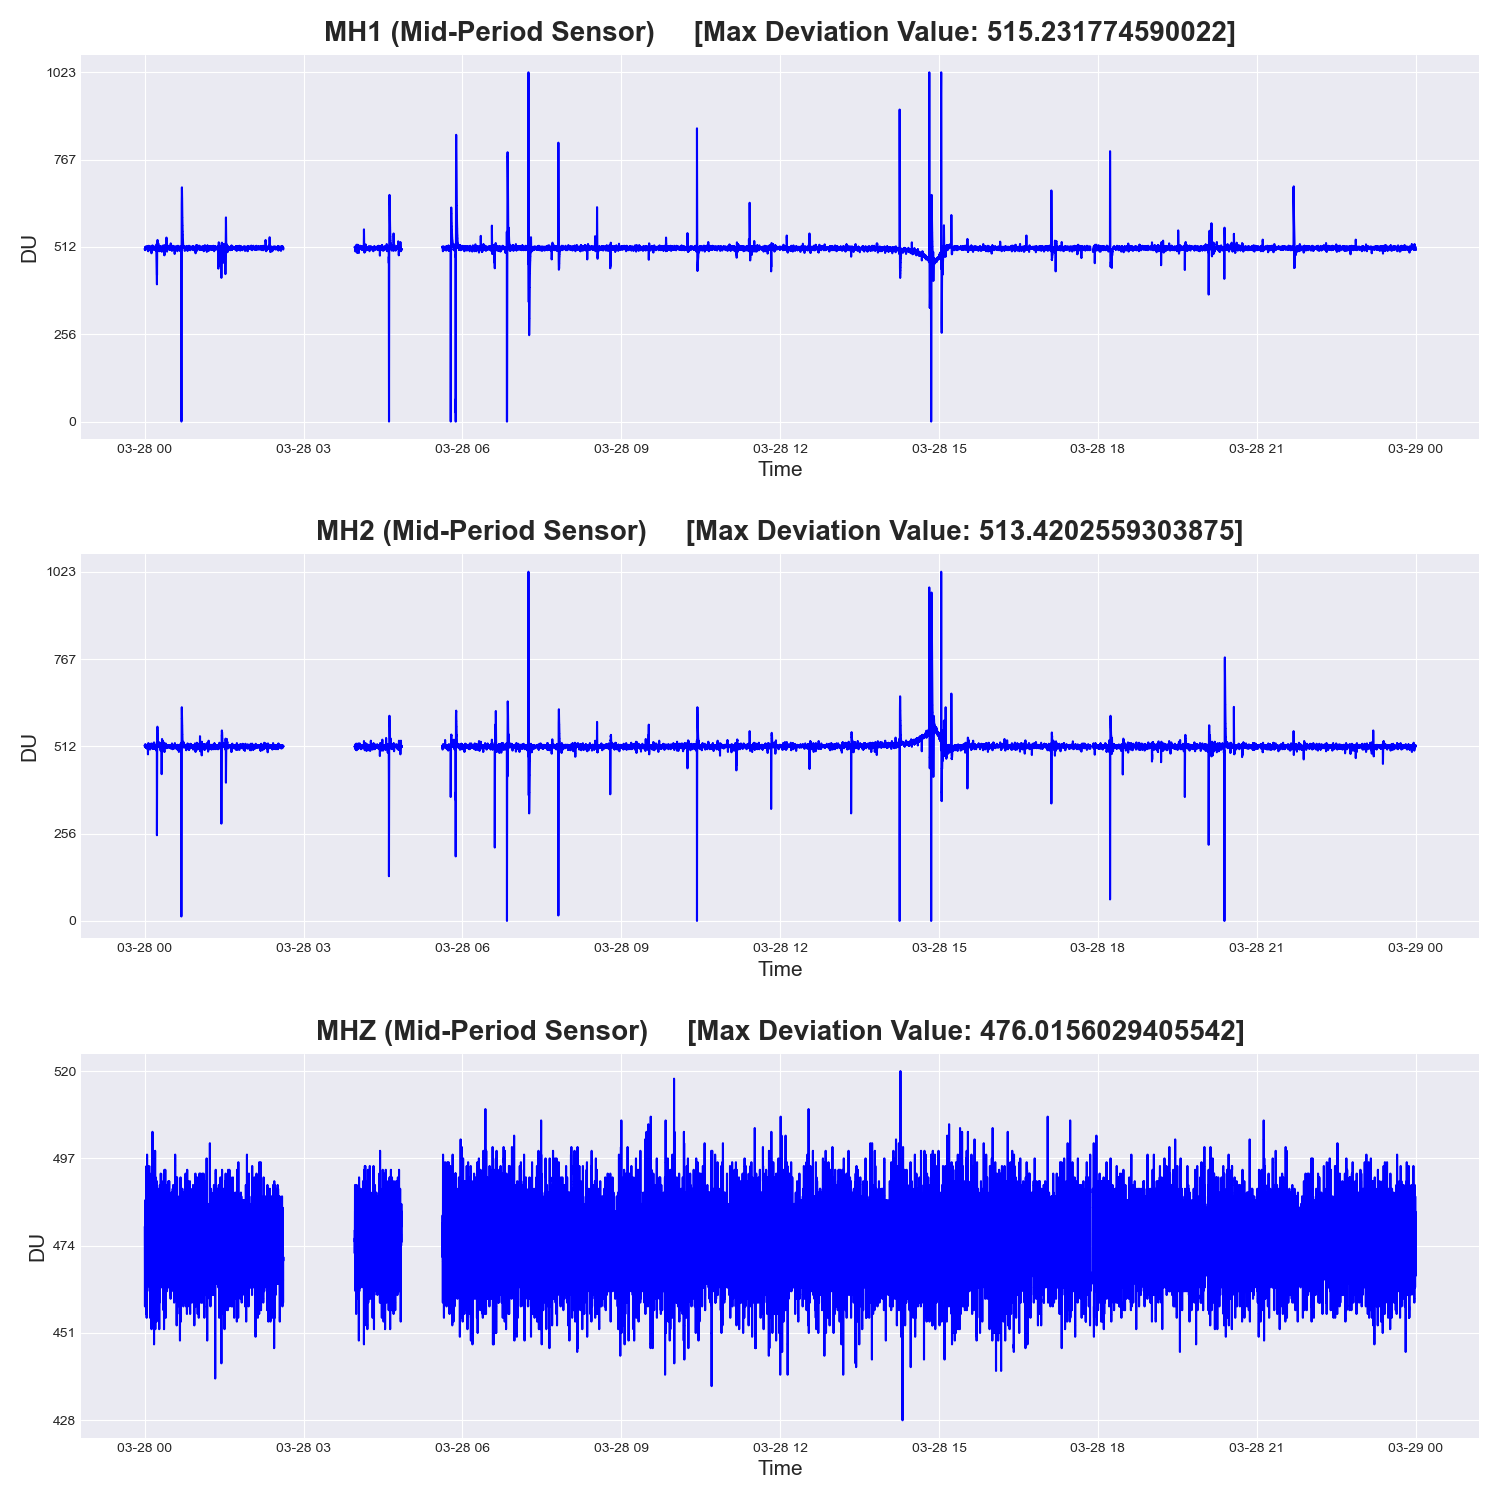 MH1 (Mid-Period Sensor) [Max Deviation Value: 515.231774590022]
1023
767
512
256
0
DU
03-28 00 03-28 03 03-28 06 03-28 09 03-28 12 03-28 15 03-28 18 03-28 21 03-29 00
Time
MH2 (Mid-Period Sensor) [Max Deviation Value: 513.4202559303875]
1023
767
512
256
0
DU
03-28 00 03-28 03 03-28 06 03-28 09 03-28 12 03-28 15 03-28 18 03-28 21 03-29 00
Time
MHZ (Mid-Period Sensor) [Max Deviation Value: 476.0156029405542]
520
497
474
451
428
DU
03-28 00 03-28 03 03-28 06 03-28 09 03-28 12 03-28 15 03-28 18 03-28 21 03-29 00
Time